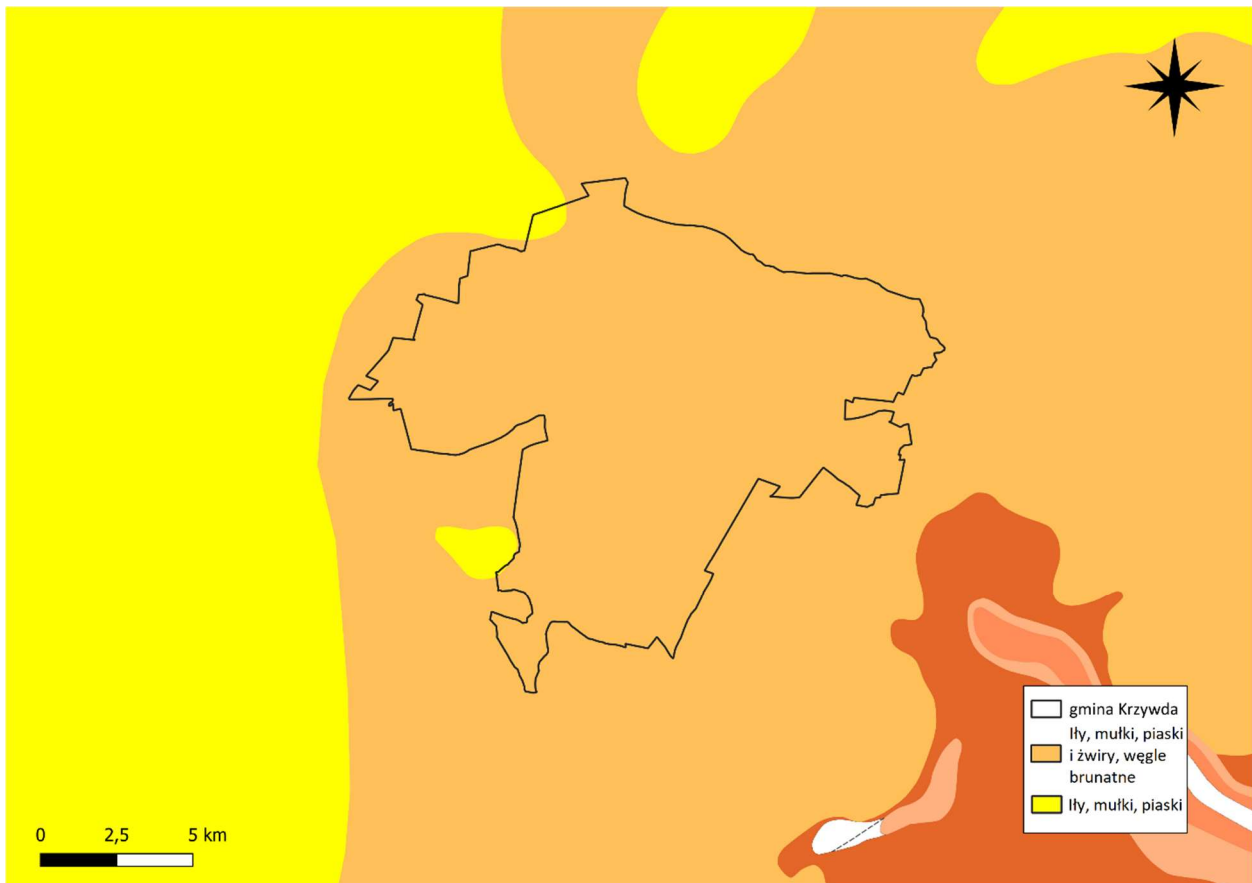 gmina Krzywda
Iły, mułki, piaski
i żwiry, węgle
brunatne
Iły, mułki, piaski
0 2,5 5 km